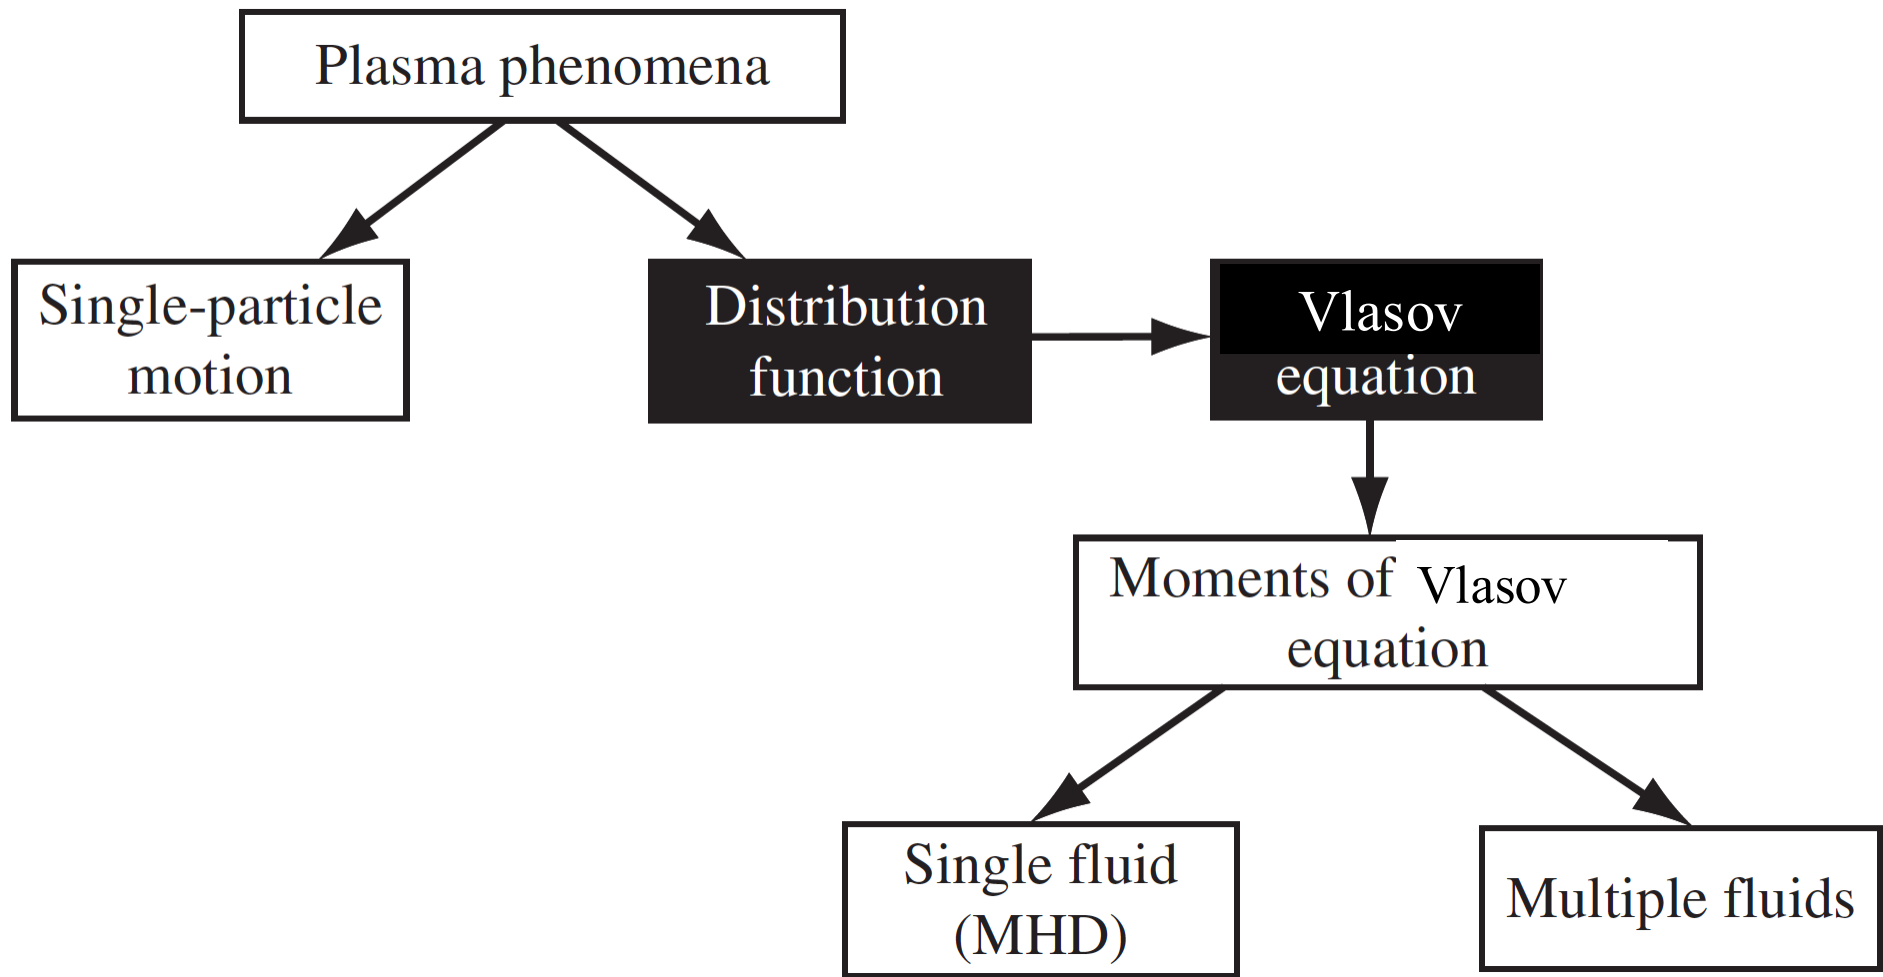 Plasma phenomena
Single-particle
motion
Distribution
function
Vlasov
equation
Moments of Vlasov
equation
Single fluid
(MHD)
Multiple fluids